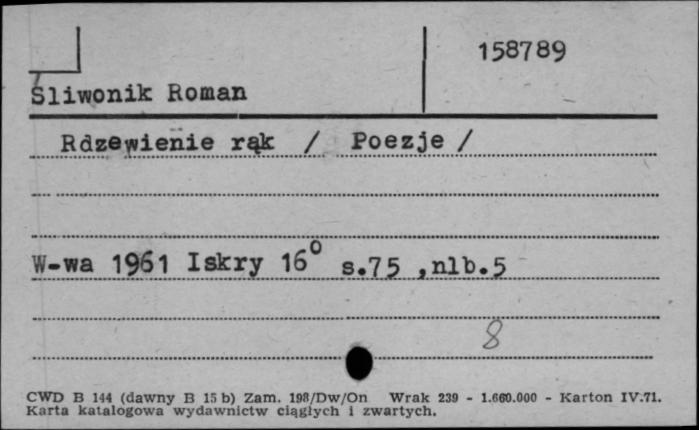 158789
Śliwonik Roman
Rdzewienie rąk / Poezje /
W-wa 1961 Iskry 16° s.75 ,nlb.5
8
CWD B 144 (dawny B 15 b) Zam. 198/Dw/On Wrak 239 - 1.660.000 - Karton IV.71.
Karta katalogowa wydawnictw ciągłych i zwartych.